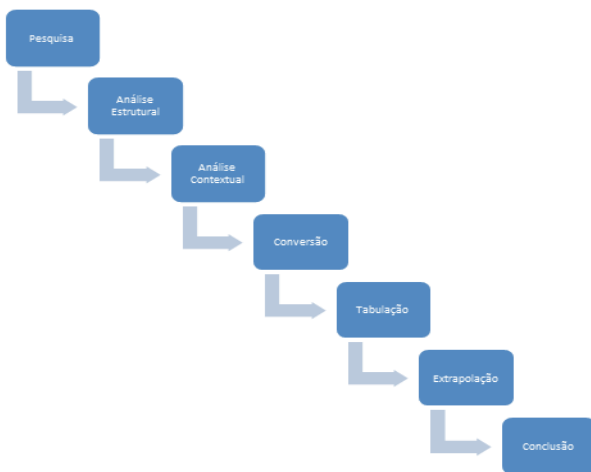 Pesquisa
Análise
Estrutural
Análise
Contextual
Conversão
Tabulação
Extrapolação
Conclusão